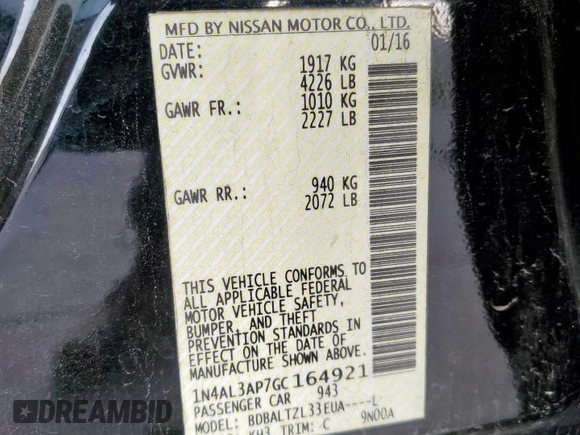 MFD BY NISSAN MOTOR CO., LTD.
DATE: 01/16
GVWR: 1917 KG
4226 LB
GAWR FR.: 1010 KG
2227 LB
GAWR RR.: 940 KG
2072 LB
THIS VEHICLE CONFORMS TO
ALL APPLICABLE FEDERAL
MOTOR VEHICLE SAFETY,
BUMPER, AND THEFT
PREVENTION STANDARDS IN
EFFECT ON THE DATE OF
MANUFACTURE SHOWN ABOVE.
1N4AL3AP7GC164921
PASSENGER CAR 943
MODEL: BDBALTZL33EUA----L
KH3 TRIM: C 9N00A
DREAMBID